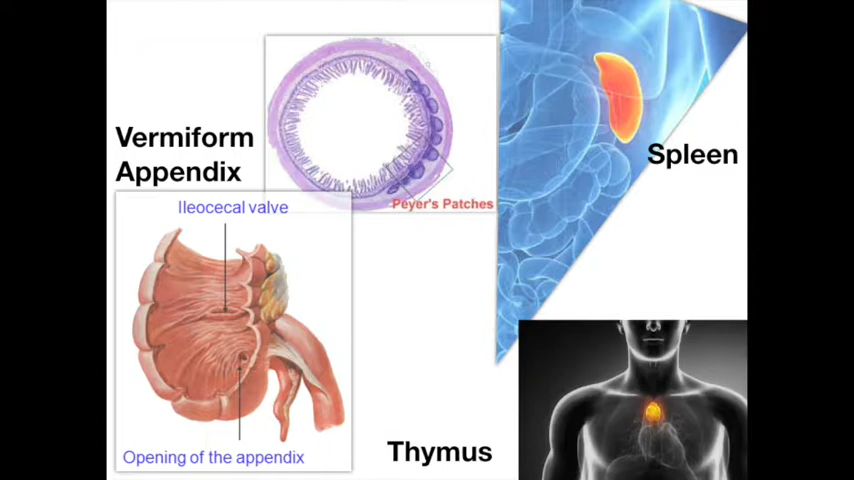 Vermiform
Appendix
Ileocecal valve
Opening of the appendix
Peyer's Patches
Spleen
Thymus